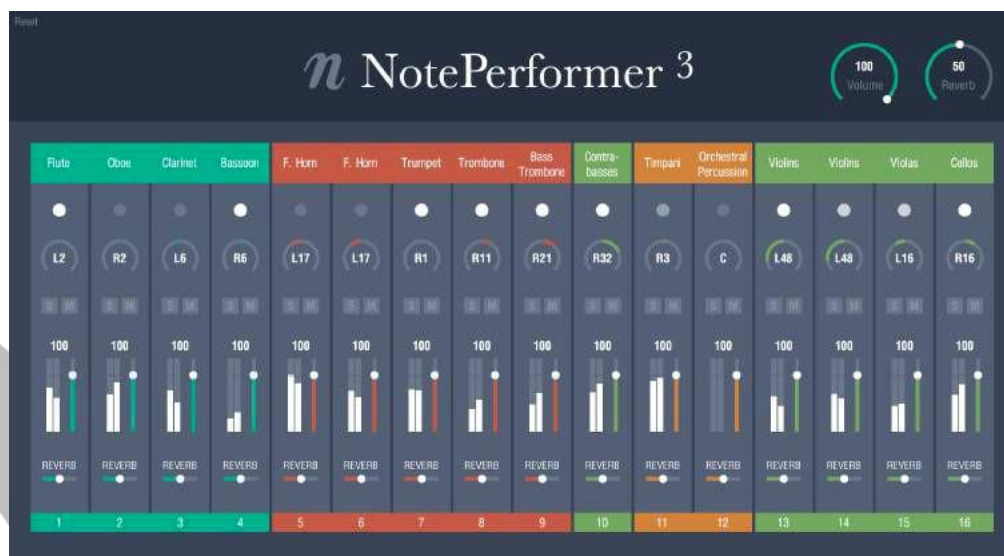 Reset
n NotePerformer 3
100
Volume
50
Reverb
Flute Oboe Clarinet Bassoon F. Horn F. Horn Trumpet Trombone Bass Trombone Contra-basses Timpani Orchestral Percussion Violins Violins Violas Cellos
L2 R2 L6 R6 L17 L17 R1 R11 R21 R32 R3 C L48 L48 L16 R16
S M S M S M S M S M S M S M S M S M S M S M S M S M S M S M S M
100 100 100 100 100 100 100 100 100 100 100 100 100 100 100 100
REVERB REVERB REVERB REVERB REVERB REVERB REVERB REVERB REVERB REVERB REVERB REVERB REVERB REVERB REVERB REVERB
1 2 3 4 5 6 7 8 9 10 11 12 13 14 15 16